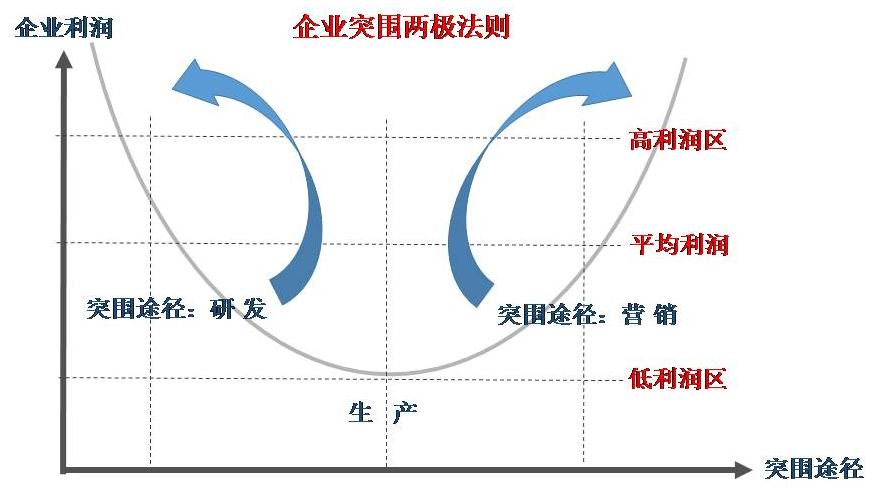 企业利润
企业突围两极法则
高利润区
平均利润
突围途径：研 发
突围途径：营 销
低利润区
生 产
突围途径